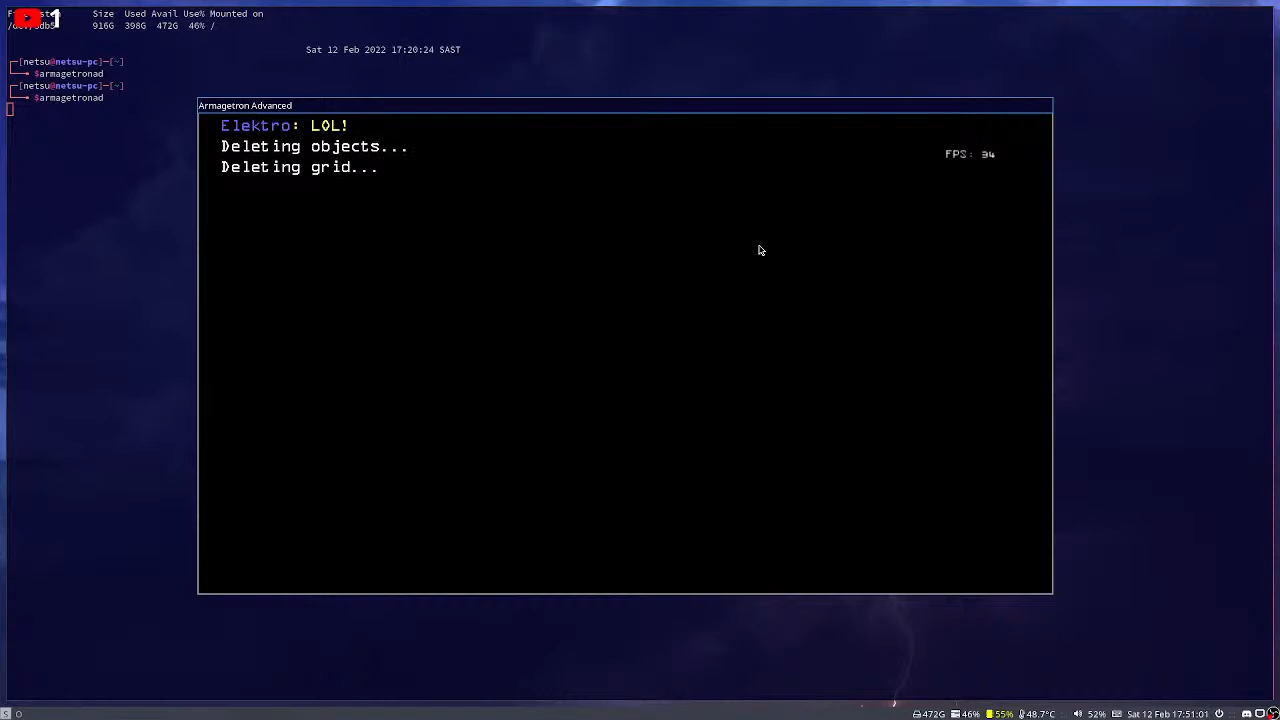 1
Size Used Avail Use% Mounted on
916G 398G 472G 46% /
Sat 12 Feb 2022 17:20:24 SAST
[netsu@netsu-pc]-[~]
$armagetronad
[netsu@netsu-pc]-[~]
$armagetronad
Armagetron Advanced
Elektro: LOL!
Deleting objects...
FPS: 34
Deleting grid...
S
472G 46% 55% 48.7°C 52% Sat 12 Feb 17:51:01